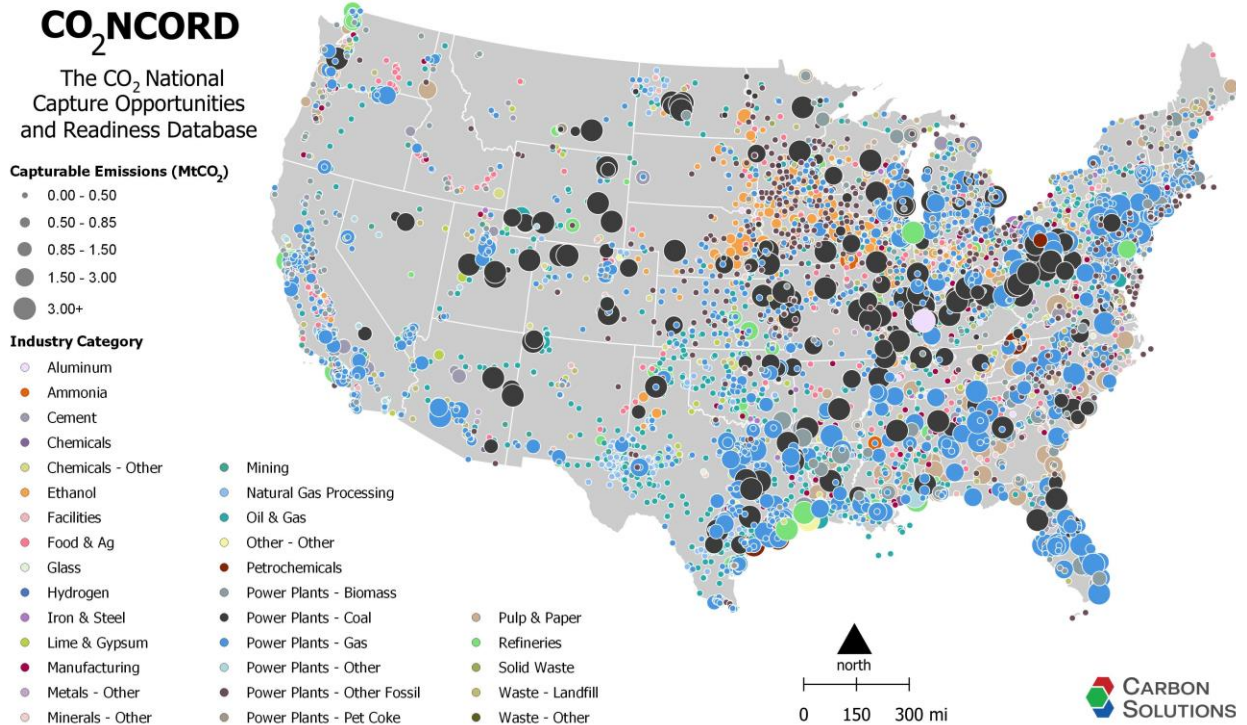 CO₂NCORD
The CO₂ National
Capture Opportunities
and Readiness Database
Capturable Emissions (MtCO₂)
0.00 - 0.50
0.50 - 0.85
0.85 - 1.50
1.50 - 3.00
3.00+
Industry Category
Aluminum
Ammonia
Cement
Chemicals
Chemicals - Other
Ethanol
Facilities
Food & Ag
Glass
Hydrogen
Iron & Steel
Lime & Gypsum
Manufacturing
Metals - Other
Minerals - Other
Mining
Natural Gas Processing
Oil & Gas
Other - Other
Petrochemicals
Power Plants - Biomass
Power Plants - Coal
Power Plants - Gas
Power Plants - Other
Power Plants - Other Fossil
Power Plants - Pet Coke
Pulp & Paper
Refineries
Solid Waste
Waste - Landfill
Waste - Other
north
0 150 300 mi
CARBON
SOLUTIONS